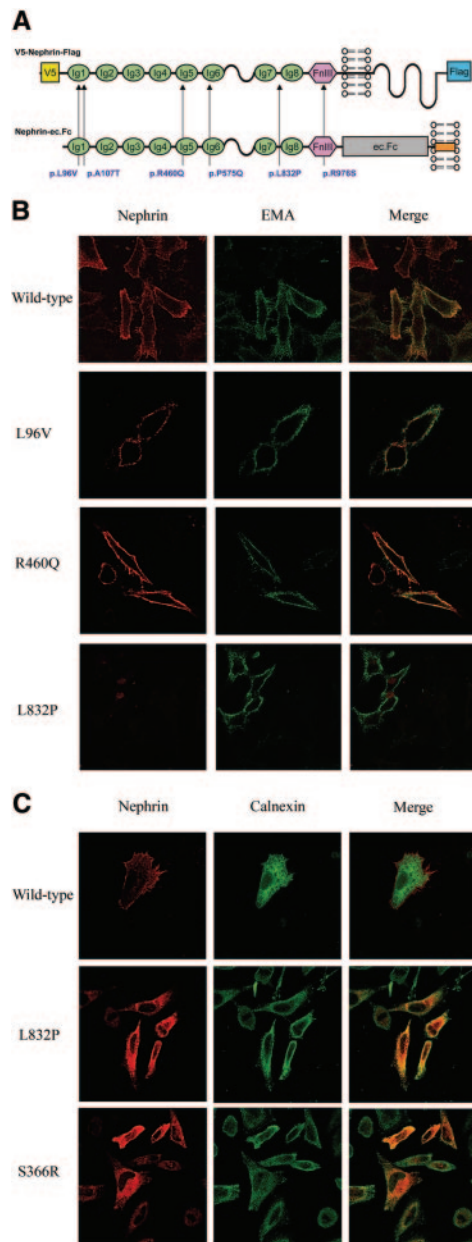 A
V5-Nephrin-Flag
V5 Ig1 Ig2 Ig3 Ig4 Ig5 Ig6 Ig7 Ig8 FnIII Flag
Nephrin-ec.Fc
Ig1 Ig2 Ig3 Ig4 Ig5 Ig6 Ig7 Ig8 FnIII ec.Fc
p.L96V p.A107T p.R460Q p.P575Q p.L832P p.R976S
B
Nephrin EMA Merge
Wild-type
L96V
R460Q
L832P
C
Nephrin Calnexin Merge
Wild-type
L832P
S366R